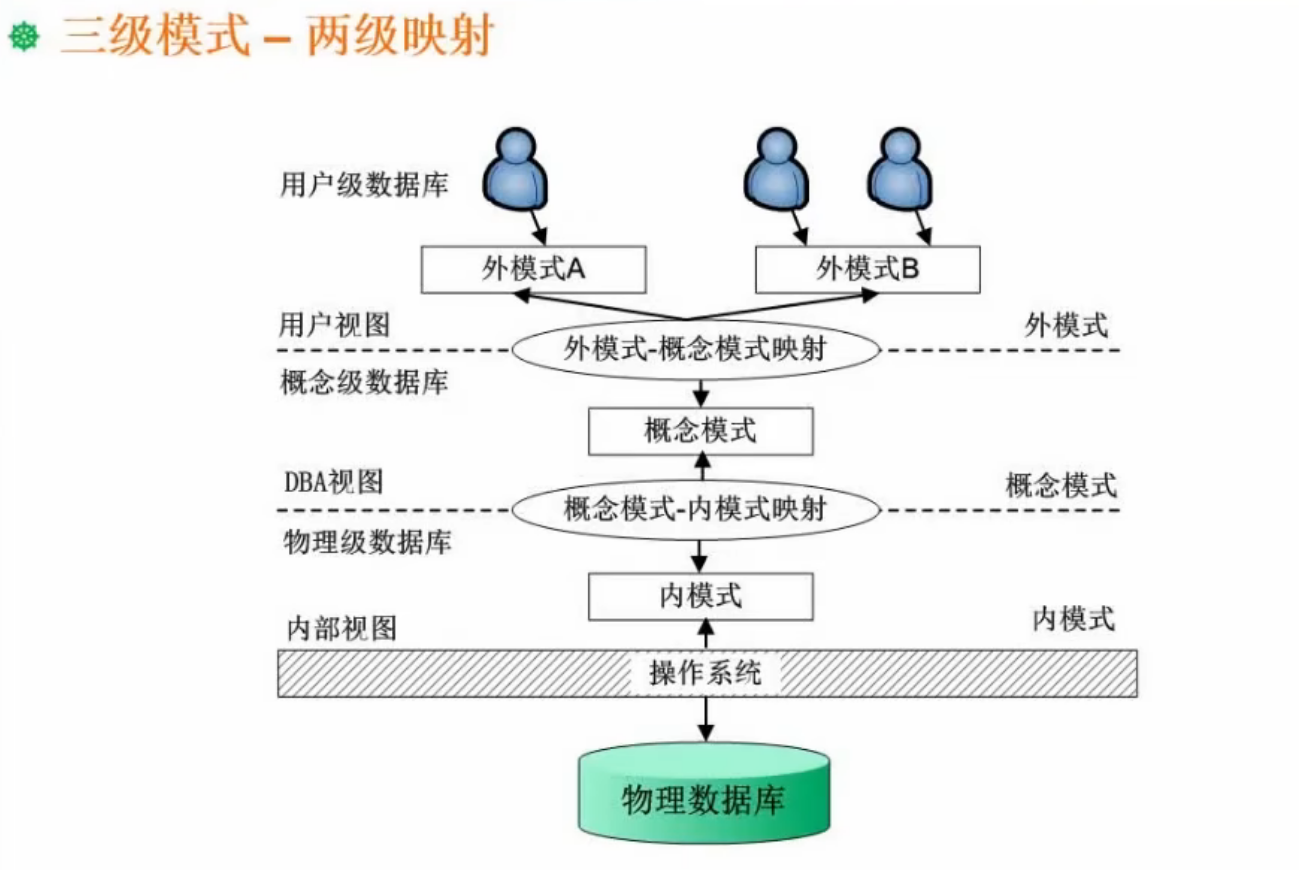 三级模式 – 两级映射
用户级数据库
外模式A
外模式B
用户视图
外模式-概念模式映射
外模式
概念级数据库
概念模式
DBA视图
概念模式-内模式映射
概念模式
物理级数据库
内模式
内部视图
内模式
操作系统
物理数据库